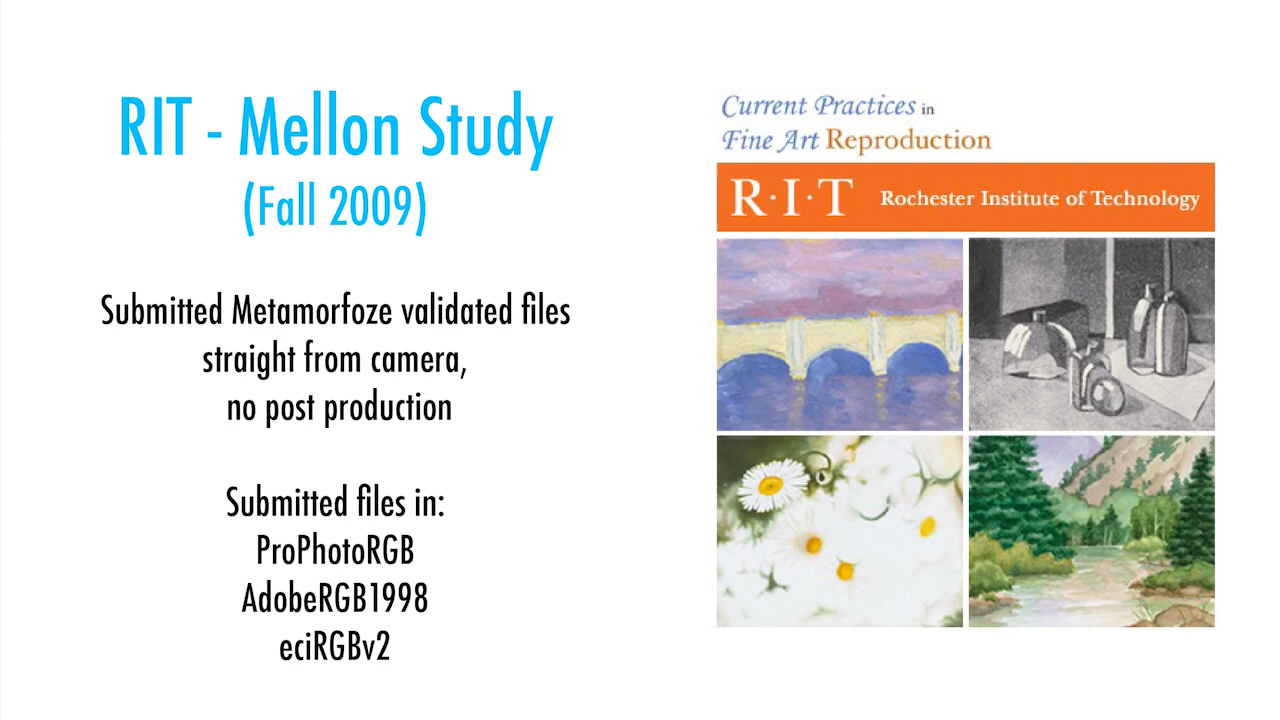 RIT - Mellon Study
(Fall 2009)
Submitted Metamorfoze validated files
straight from camera,
no post production
Submitted files in:
ProPhotoRGB
AdobeRGB1998
eciRGBv2
Current Practices in
Fine Art Reproduction
R·I·T Rochester Institute of Technology